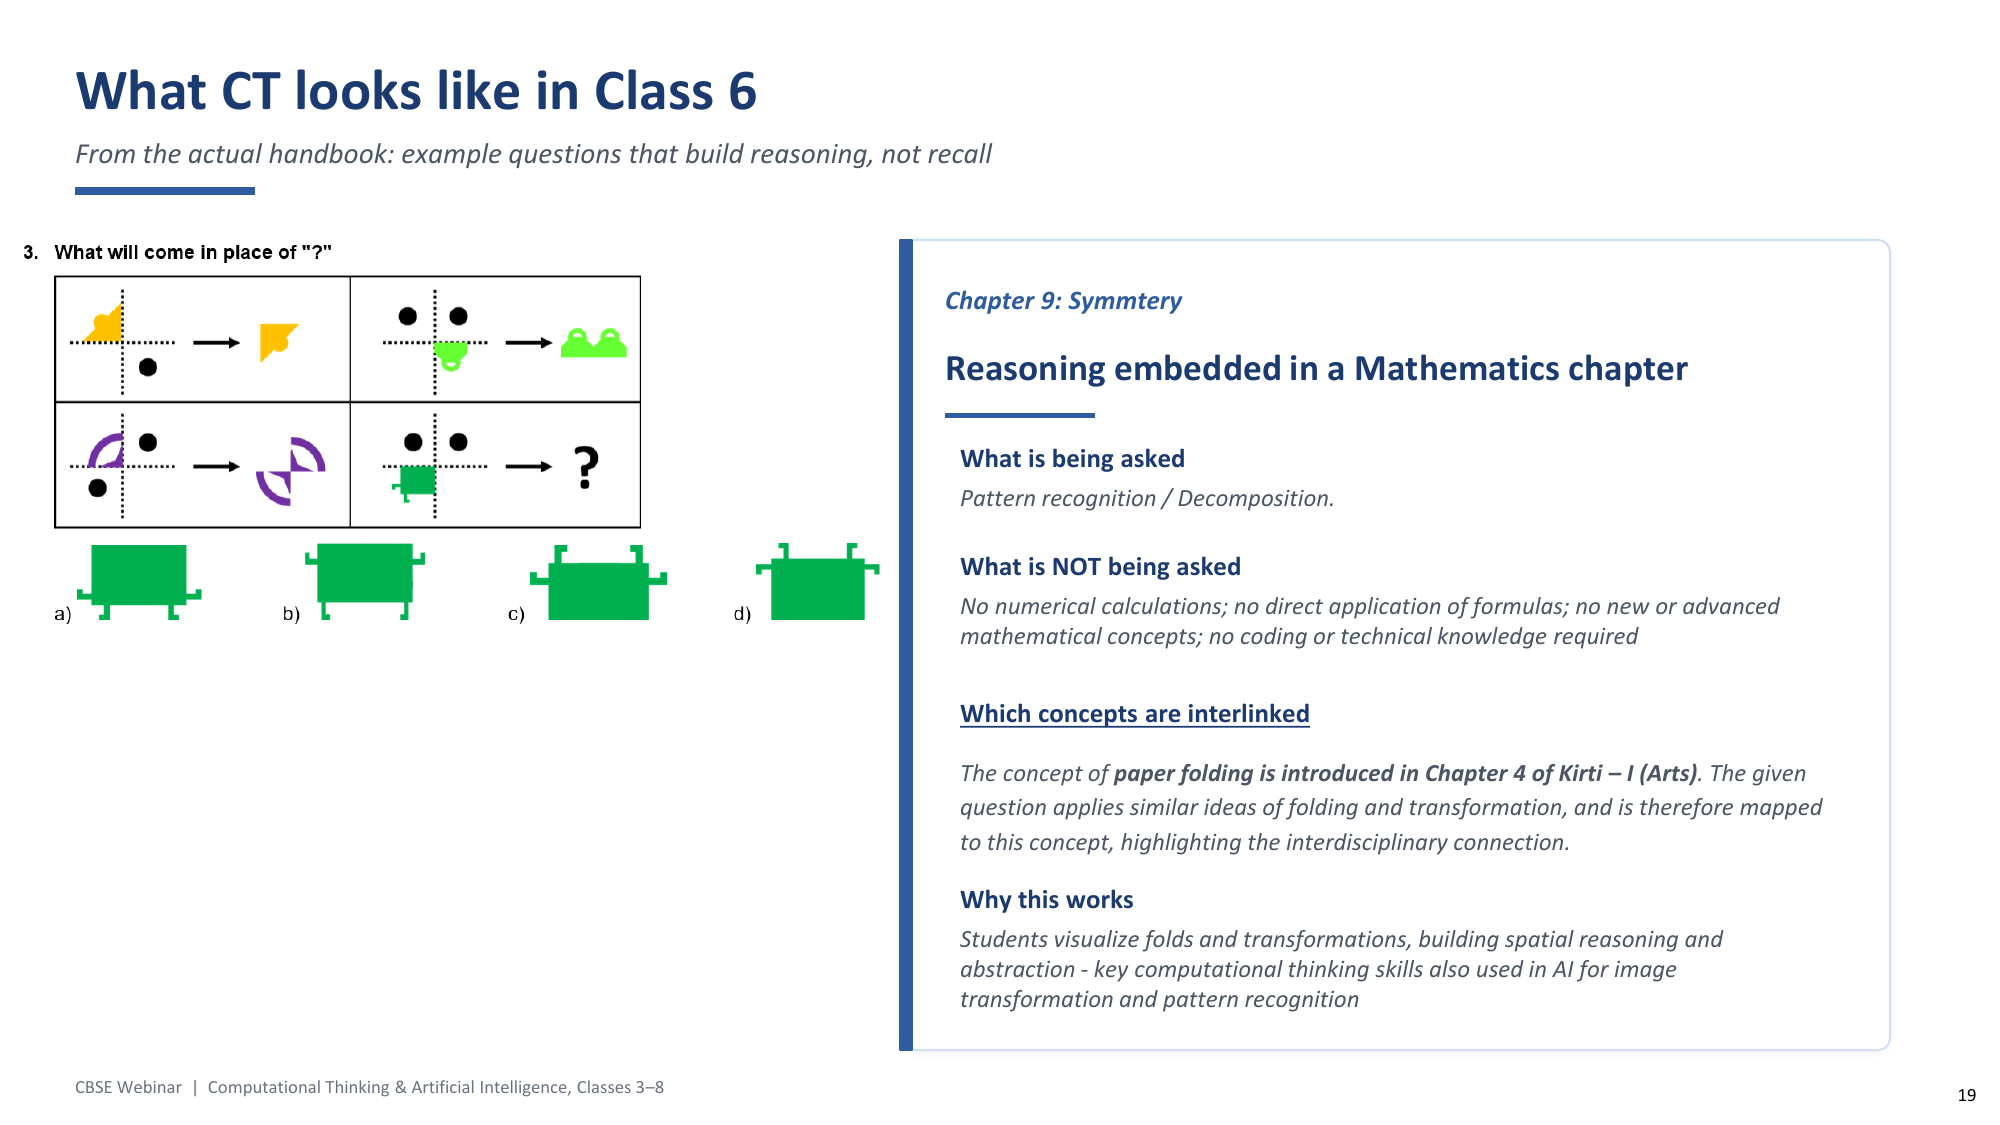 What CT looks like in Class 6
From the actual handbook: example questions that build reasoning, not recall
3. What will come in place of "?"
?
a)
b)
c)
d)
Chapter 9: Symmtery
Reasoning embedded in a Mathematics chapter
What is being asked
Pattern recognition / Decomposition.
What is NOT being asked
No numerical calculations; no direct application of formulas; no new or advanced
mathematical concepts; no coding or technical knowledge required
Which concepts are interlinked
The concept of paper folding is introduced in Chapter 4 of Kirti – I (Arts). The given
question applies similar ideas of folding and transformation, and is therefore mapped
to this concept, highlighting the interdisciplinary connection.
Why this works
Students visualize folds and transformations, building spatial reasoning and
abstraction - key computational thinking skills also used in AI for image
transformation and pattern recognition
CBSE Webinar | Computational Thinking & Artificial Intelligence, Classes 3–8
19